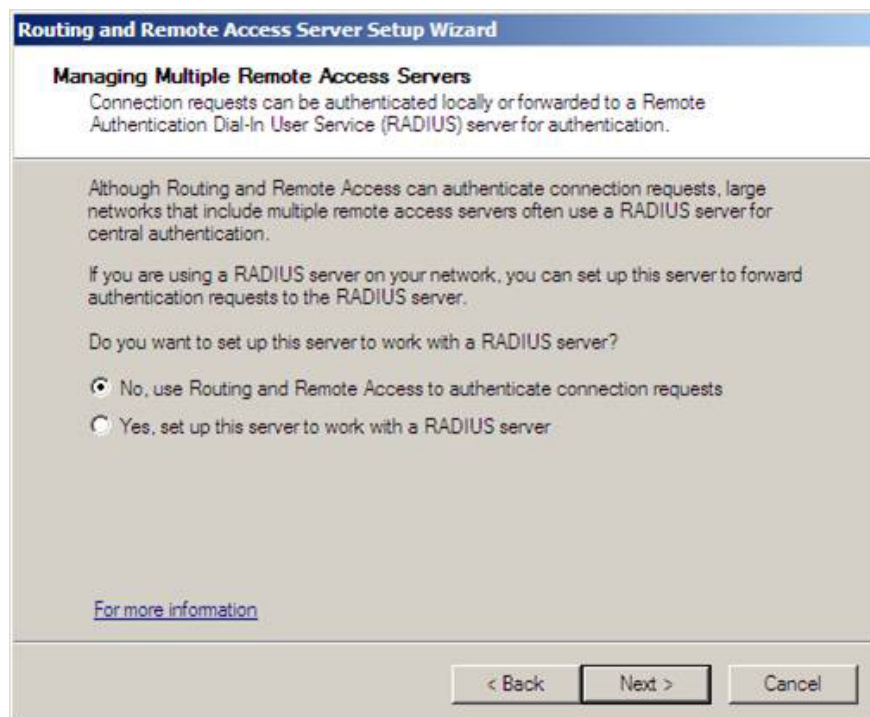 Routing and Remote Access Server Setup Wizard
Managing Multiple Remote Access Servers
Connection requests can be authenticated locally or forwarded to a Remote
Authentication Dial-In User Service (RADIUS) server for authentication.
Although Routing and Remote Access can authenticate connection requests, large
networks that include multiple remote access servers often use a RADIUS server for
central authentication.
If you are using a RADIUS server on your network, you can set up this server to forward
authentication requests to the RADIUS server.
Do you want to set up this server to work with a RADIUS server?
No, use Routing and Remote Access to authenticate connection requests
Yes, set up this server to work with a RADIUS server
For more information
< Back
Next >
Cancel